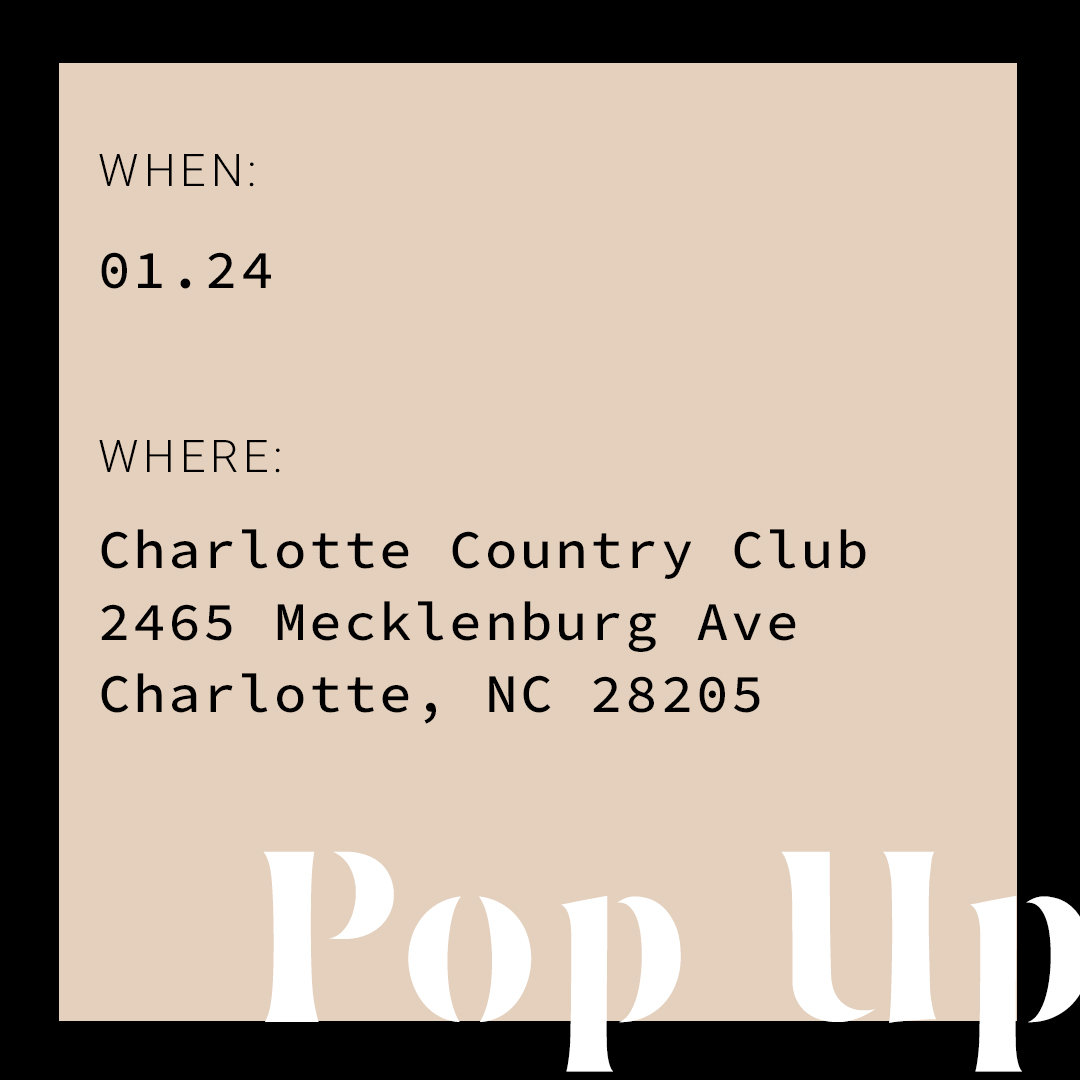 WHEN:
01.24
WHERE:
Charlotte Country Club
2465 Mecklenburg Ave
Charlotte, NC 28205
Pop Up